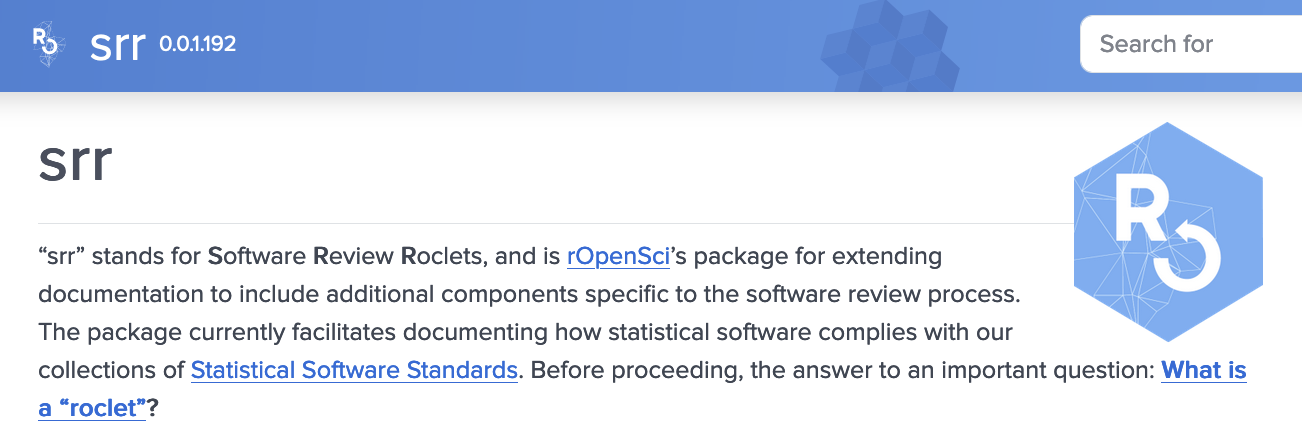 R
srr 0.0.1.192
Search for
srr
R
“srr” stands for Software Review Roclets, and is rOpenSci’s package for extending
documentation to include additional components specific to the software review process.
The package currently facilitates documenting how statistical software complies with our
collections of Statistical Software Standards. Before proceeding, the answer to an important question: What is
a “roclet”?